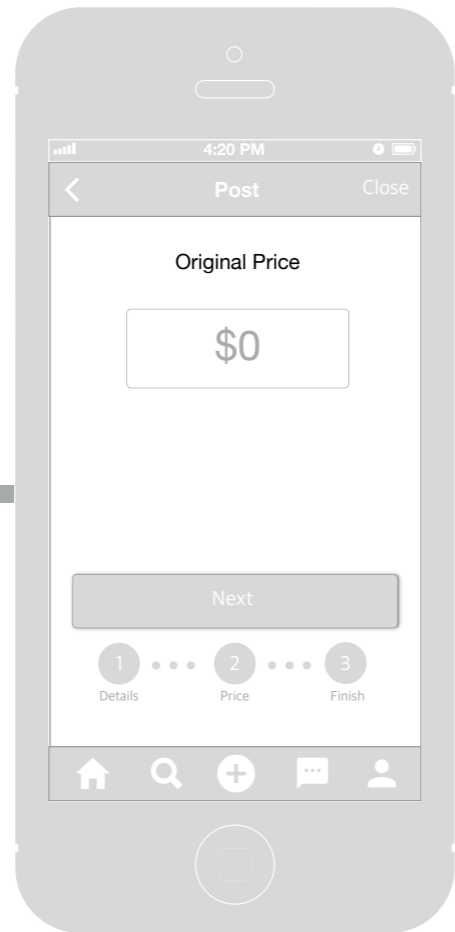 4:20 PM
Post Close
Original Price
$0
Next
1 2 3
Details Price Finish